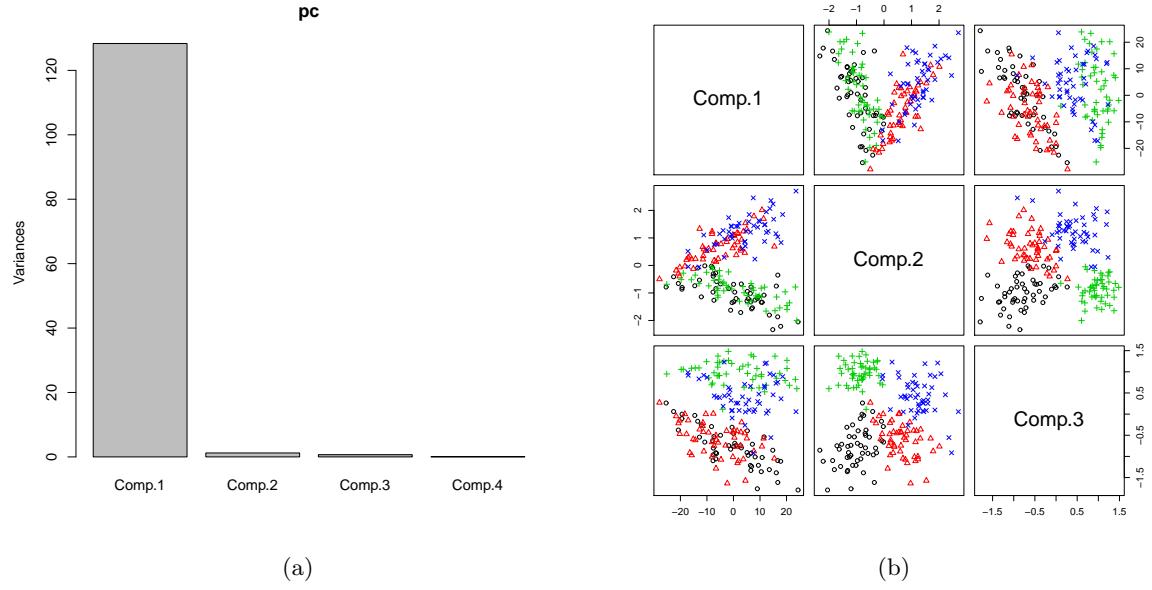 pc
Variances
120
100
80
60
40
20
0
Comp.1 Comp.2 Comp.3 Comp.4
(a)
−2 −1 0 1 2
Comp.1
20
10
0
−10
−20
2
1
0
−1
−2
Comp.2
Comp.3
1.5
0.5
−0.5
−1.5
−20 −10 0 10 20
−1.5 −0.5 0.5 1.5
(b)